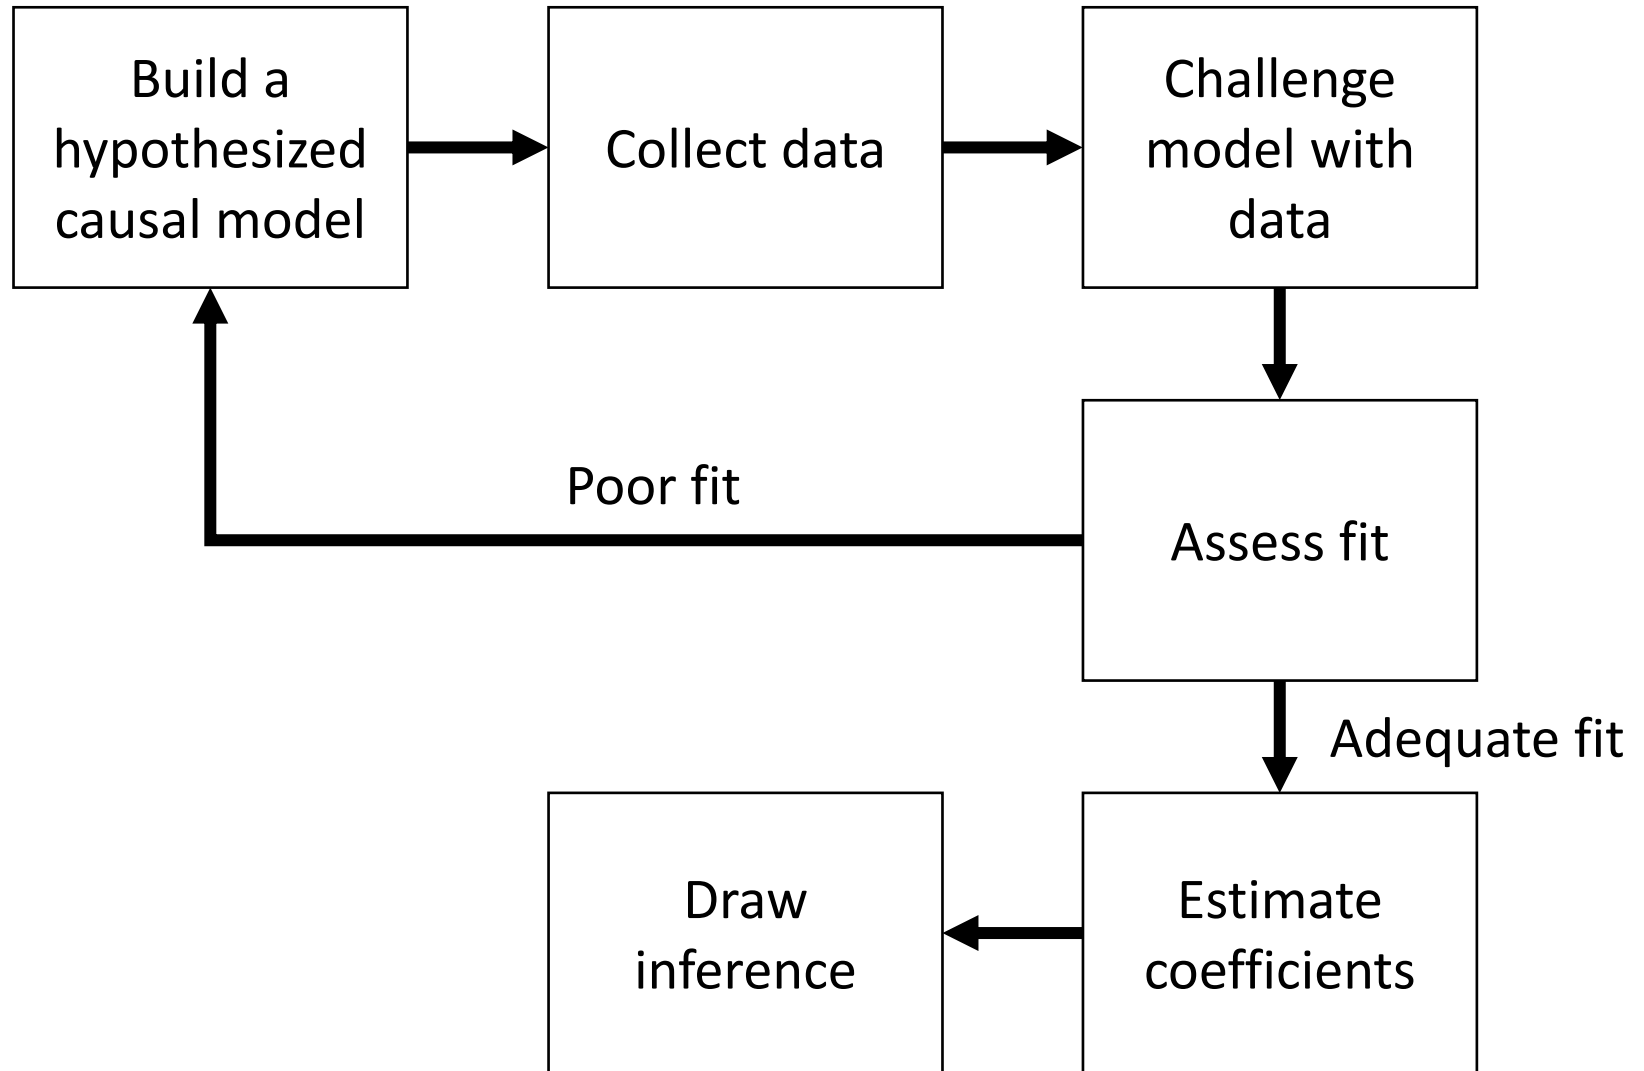 Build a
hypothesized
causal model
Collect data
Challenge
model with
data
Poor fit
Assess fit
Adequate fit
Draw
inference
Estimate
coefficients